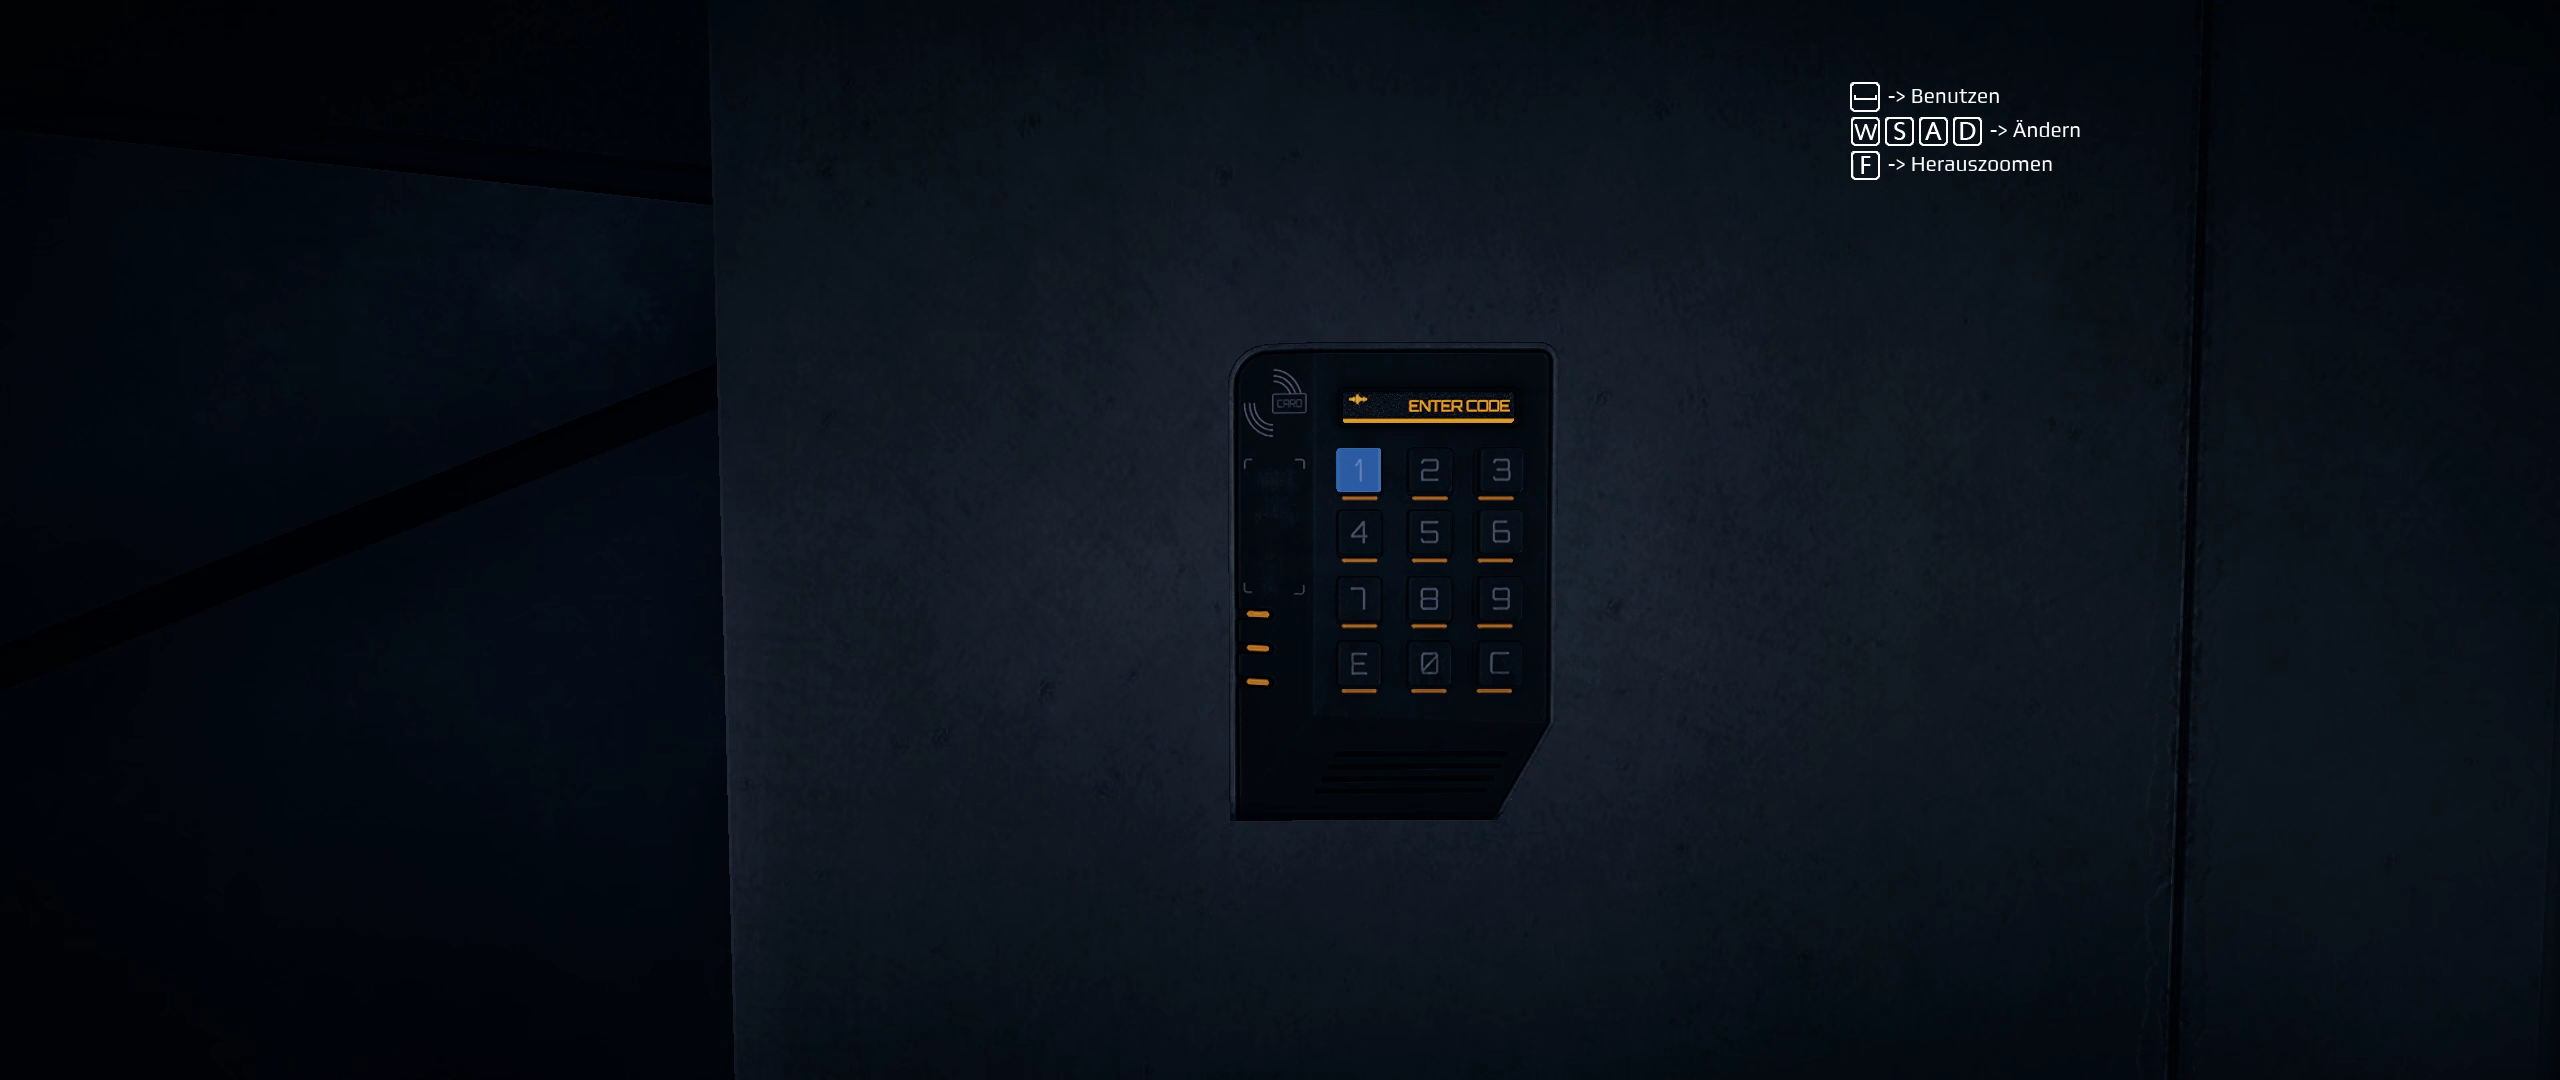 -> Benutzen
W S A D -> Ändern
F -> Herauszoomen
CARD
ENTER CODE
1 2 3
4 5 6
7 8 9
E 0 C